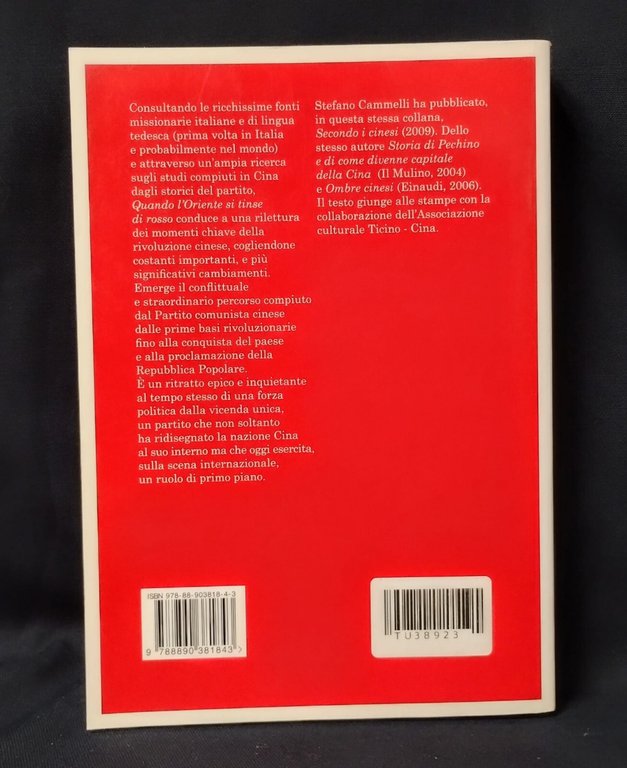 Consultando le ricchissime fonti
missionarie italiane e di lingua
tedesca (prima volta in Italia
e probabilmente nel mondo)
e attraverso un'ampia ricerca
sugli studi compiuti in Cina
dagli storici del partito,
Quando l'Oriente si tinse
di rosso conduce a una rilettura
dei momenti chiave della
rivoluzione cinese, cogliendone
costanti importanti, e più
significativi cambiamenti.
Emerge il conflittuale
e straordinario percorso compiuto
dal Partito comunista cinese
dalle prime basi rivoluzionarie
fino alla conquista del paese
e alla proclamazione della
Repubblica Popolare.
È un ritratto epico e inquietante
al tempo stesso di una forza
politica dalla vicenda unica,
un partito che non soltanto
ha ridisegnato la nazione Cina
al suo interno ma che oggi esercita,
sulla scena internazionale,
un ruolo di primo piano.
Stefano Cammelli ha pubblicato,
in questa stessa collana,
Secondo i cinesi (2009). Dello
stesso autore Storia di Pechino
e di come divenne capitale
della Cina (Il Mulino, 2004)
e Ombre cinesi (Einaudi, 2006).
Il testo giunge alle stampe con la
collaborazione dell'Associazione
culturale Ticino - Cina.
ISBN 978-88-903818-4-3
9 788890 381843
TU38923